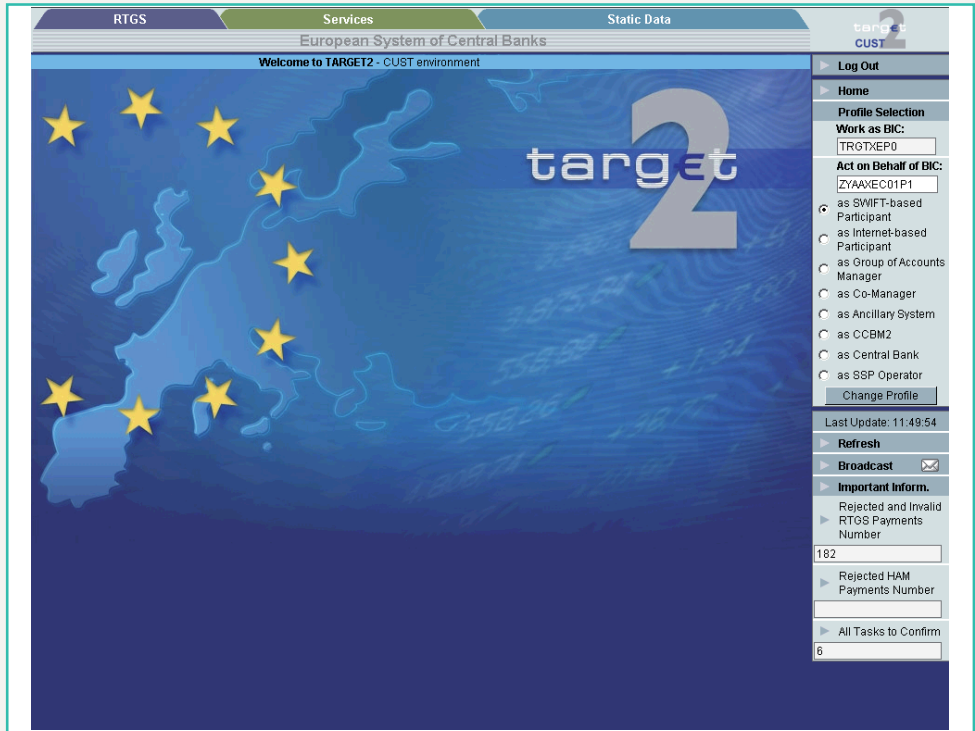 RTGS
Services
Static Data
European System of Central Banks
Welcome to TARGET2 - CUST environment
target
2
target
2
CUST
Log Out
Home
Profile Selection
Work as BIC:
TRGTXEP0
Act on Behalf of BIC:
ZYAAXEC01P1
as SWIFT-based
Participant
as Internet-based
Participant
as Group of Accounts
Manager
as Co-Manager
as Ancillary System
as CCBM2
as Central Bank
as SSP Operator
Change Profile
Last Update: 11:49:54
Refresh
Broadcast
Important Inform.
Rejected and Invalid
RTGS Payments
Number
182
Rejected HAM
Payments Number
All Tasks to Confirm
6